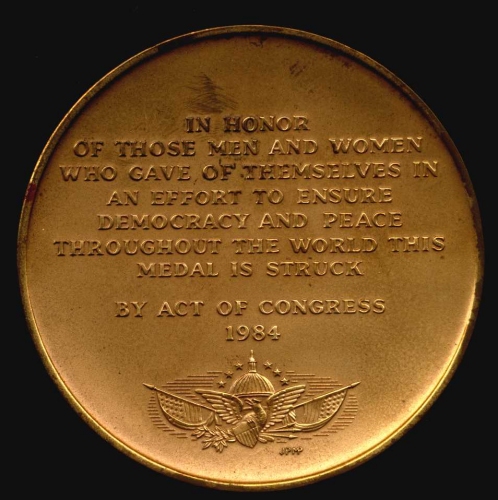 IN HONOR
OF THOSE MEN AND WOMEN
WHO GAVE OF THEMSELVES IN
AN EFFORT TO ENSURE
DEMOCRACY AND PEACE
THROUGHOUT THE WORLD THIS
MEDAL IS STRUCK
BY ACT OF CONGRESS
1984